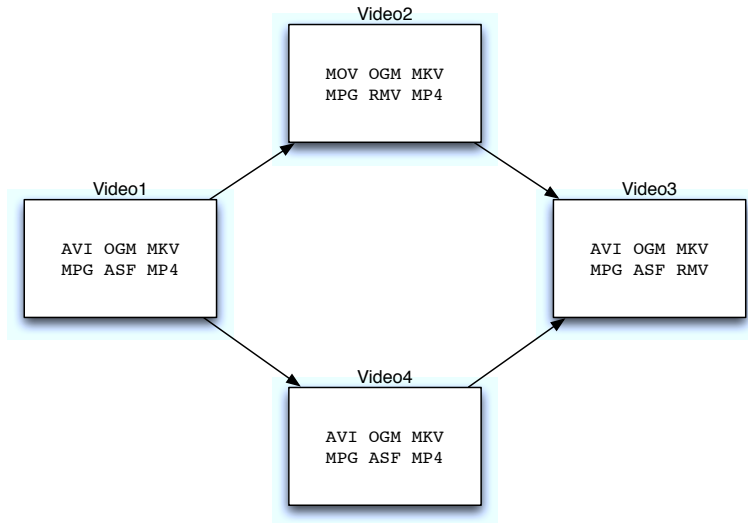 Video2
MOV OGM MKV
MPG RMV MP4
Video1
AVI OGM MKV
MPG ASF MP4
Video3
AVI OGM MKV
MPG ASF RMV
Video4
AVI OGM MKV
MPG ASF MP4